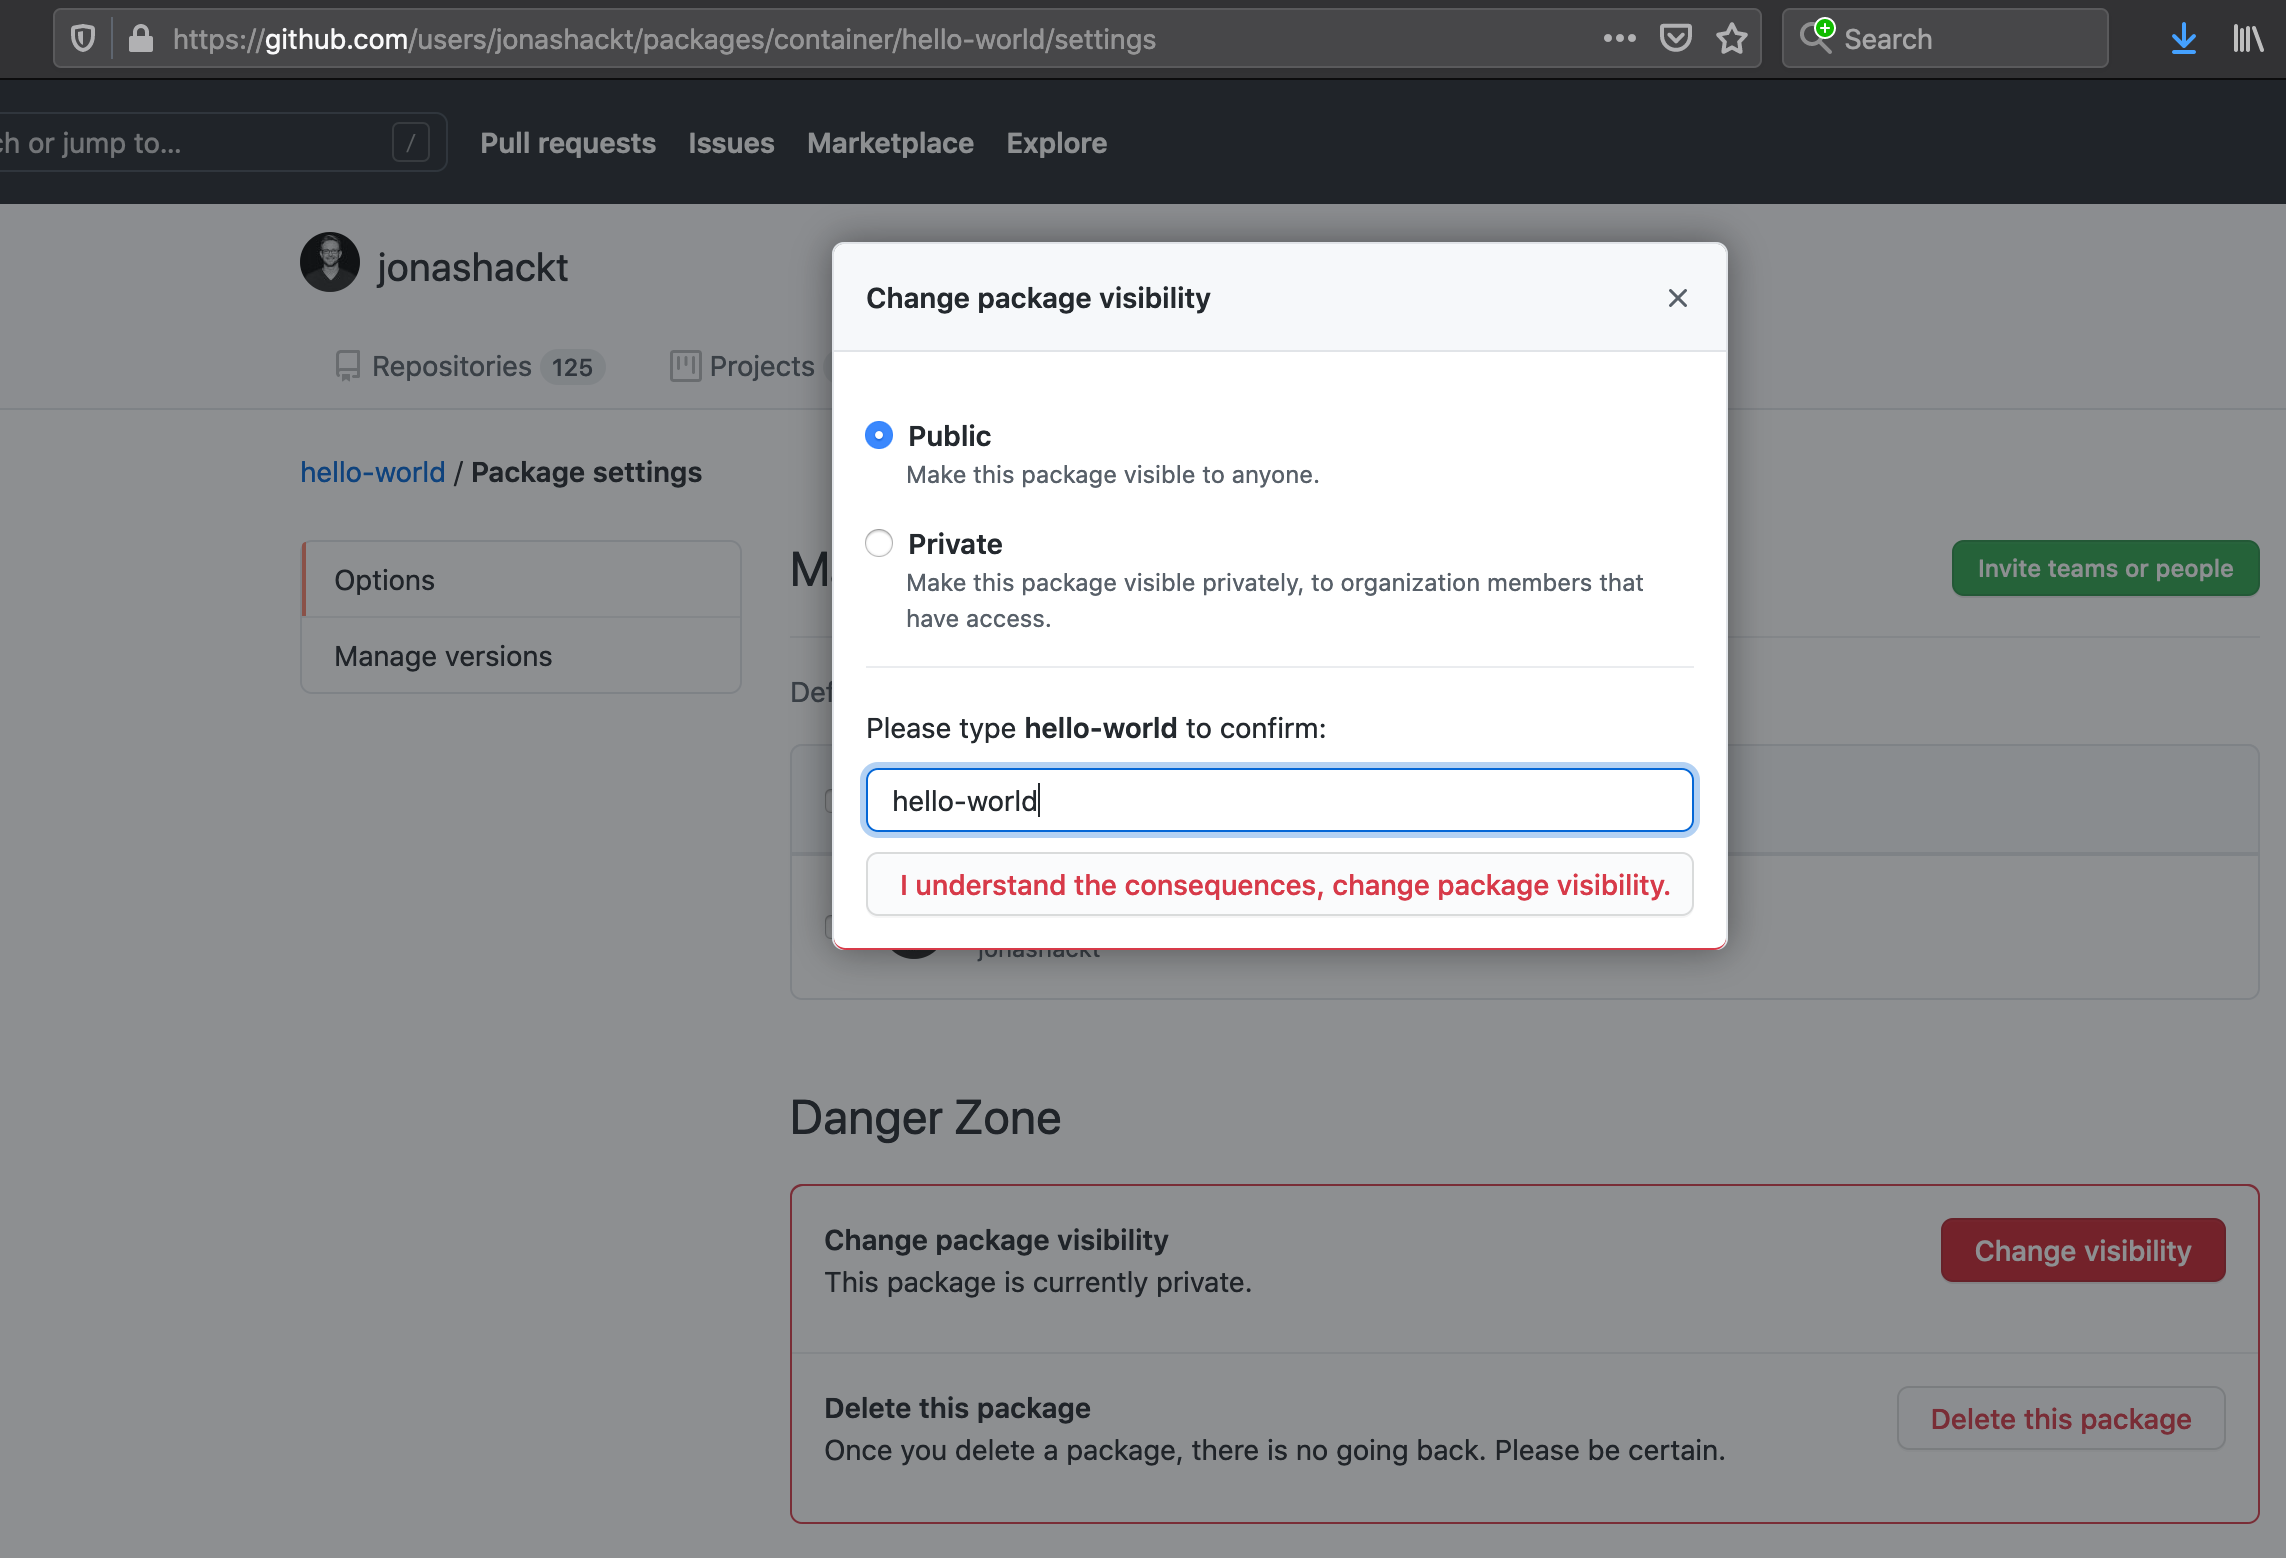 https://github.com/users/jonashackt/packages/container/hello-world/settings
Search
or jump to...
/
Pull requests
Issues
Marketplace
Explore
jonashackt
Repositories 125
Projects
hello-world / Package settings
Options
Manage versions
Invite teams or people
Change package visibility
Public
Make this package visible to anyone.
Private
Make this package visible privately, to organization members that
have access.
Please type hello-world to confirm:
hello-world
I understand the consequences, change package visibility.
jonashackt
Danger Zone
Change package visibility
This package is currently private.
Change visibility
Delete this package
Once you delete a package, there is no going back. Please be certain.
Delete this package